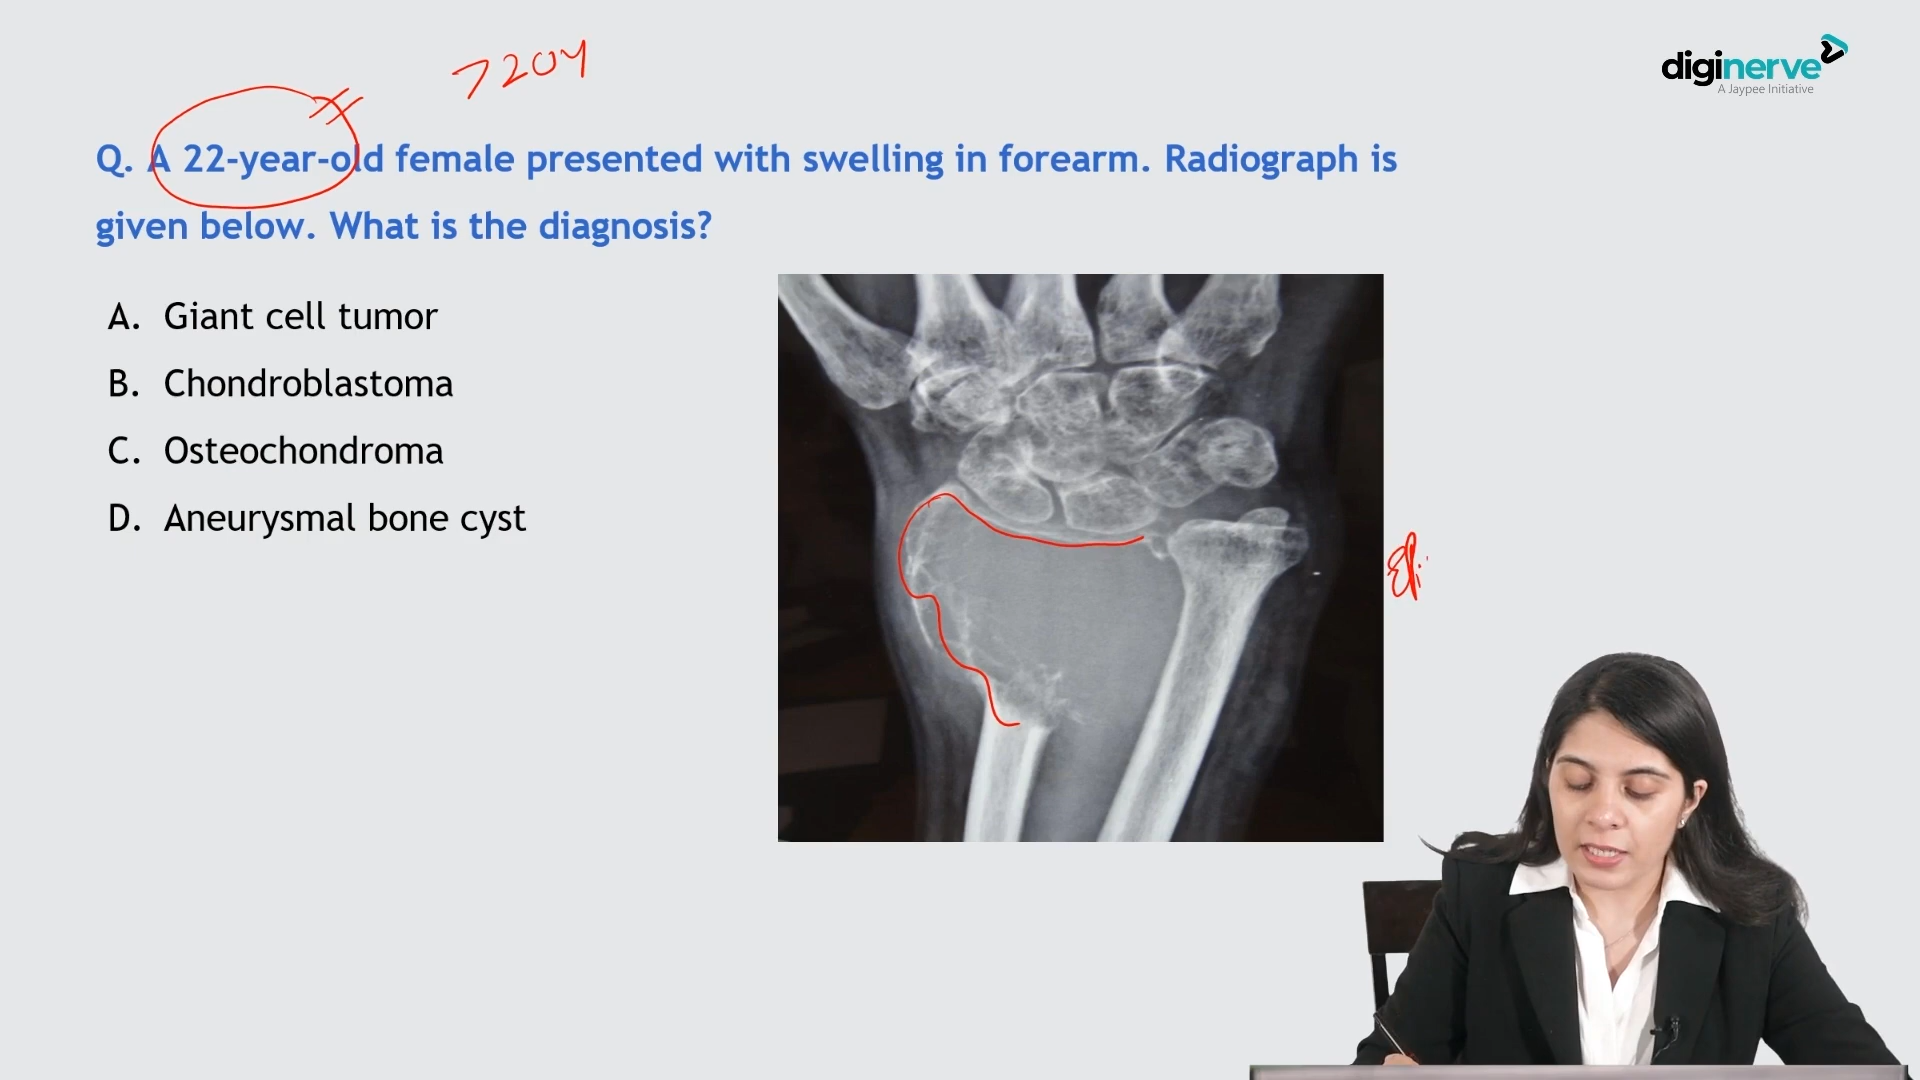 >20y
diginerve
A Jaypee Initiative
Q. A 22-year-old female presented with swelling in forearm. Radiograph is
given below. What is the diagnosis?
A. Giant cell tumor
B. Chondroblastoma
C. Osteochondroma
D. Aneurysmal bone cyst
Epi